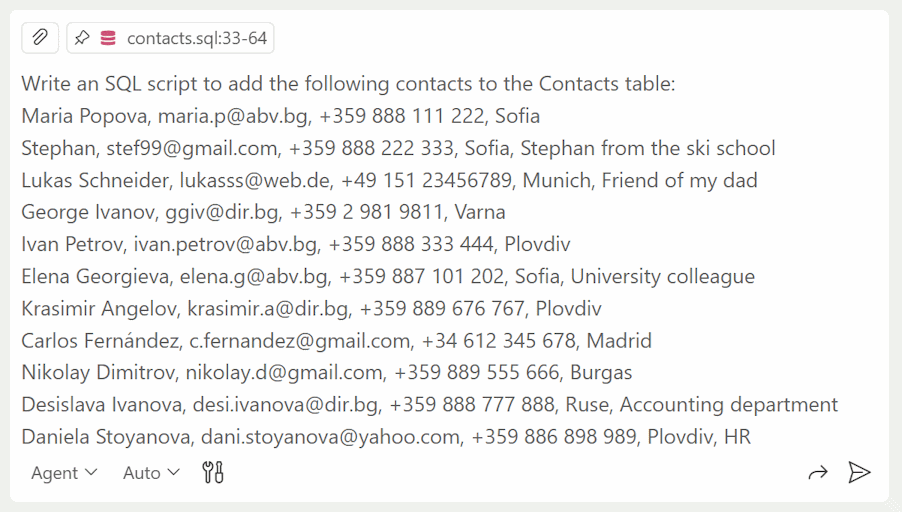 contacts.sql:33-64
Write an SQL script to add the following contacts to the Contacts table:
Maria Popova, maria.p@abv.bg, +359 888 111 222, Sofia
Stephan, stef99@gmail.com, +359 888 222 333, Sofia, Stephan from the ski school
Lukas Schneider, lukasss@web.de, +49 151 23456789, Munich, Friend of my dad
George Ivanov, ggiv@dir.bg, +359 2 981 9811, Varna
Ivan Petrov, ivan.petrov@abv.bg, +359 888 333 444, Plovdiv
Elena Georgieva, elena.g@abv.bg, +359 887 101 202, Sofia, University colleague
Krasimir Angelov, krasimir.a@dir.bg, +359 889 676 767, Plovdiv
Carlos Fernández, c.fernandez@gmail.com, +34 612 345 678, Madrid
Nikolay Dimitrov, nikolay.d@gmail.com, +359 889 555 666, Burgas
Desislava Ivanova, desi.ivanova@dir.bg, +359 888 777 888, Ruse, Accounting department
Daniela Stoyanova, dani.stoyanova@yahoo.com, +359 886 898 989, Plovdiv, HR
Agent Auto